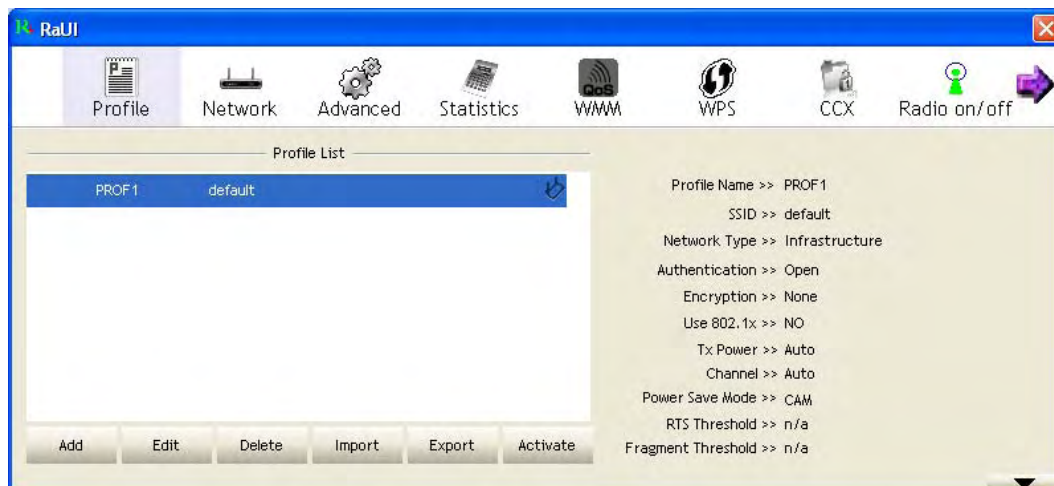 RaUI
Profile Network Advanced Statistics WMM WPS CCX Radio on/off
QoS
Profile List
PROF1 default
Profile Name >> PROF1
SSID >> default
Network Type >> Infrastructure
Authentication >> Open
Encryption >> None
Use 802.1x >> NO
Tx Power >> Auto
Channel >> Auto
Power Save Mode >> CAM
RTS Threshold >> n/a
Fragment Threshold >> n/a
Add Edit Delete Import Export Activate